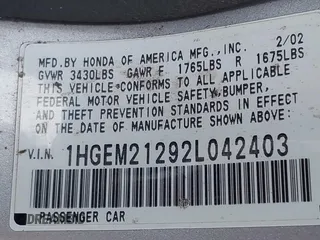 MFD. BY HONDA OF AMERICA MFG., INC. 2/02
GVWR 3430LBS GAWR F 1765LBS R 1675LBS
THIS VEHICLE CONFORMS TO ALL APPLICABLE
FEDERAL MOTOR VEHICLE SAFETY, BUMPER,
AND THEFT PREVENTION STANDARDS IN EFFECT
ON THE DATE OF MANUFACTURE SHOWN ABOVE.
V.I.N. 1HGEM21292L042403
PASSENGER CAR